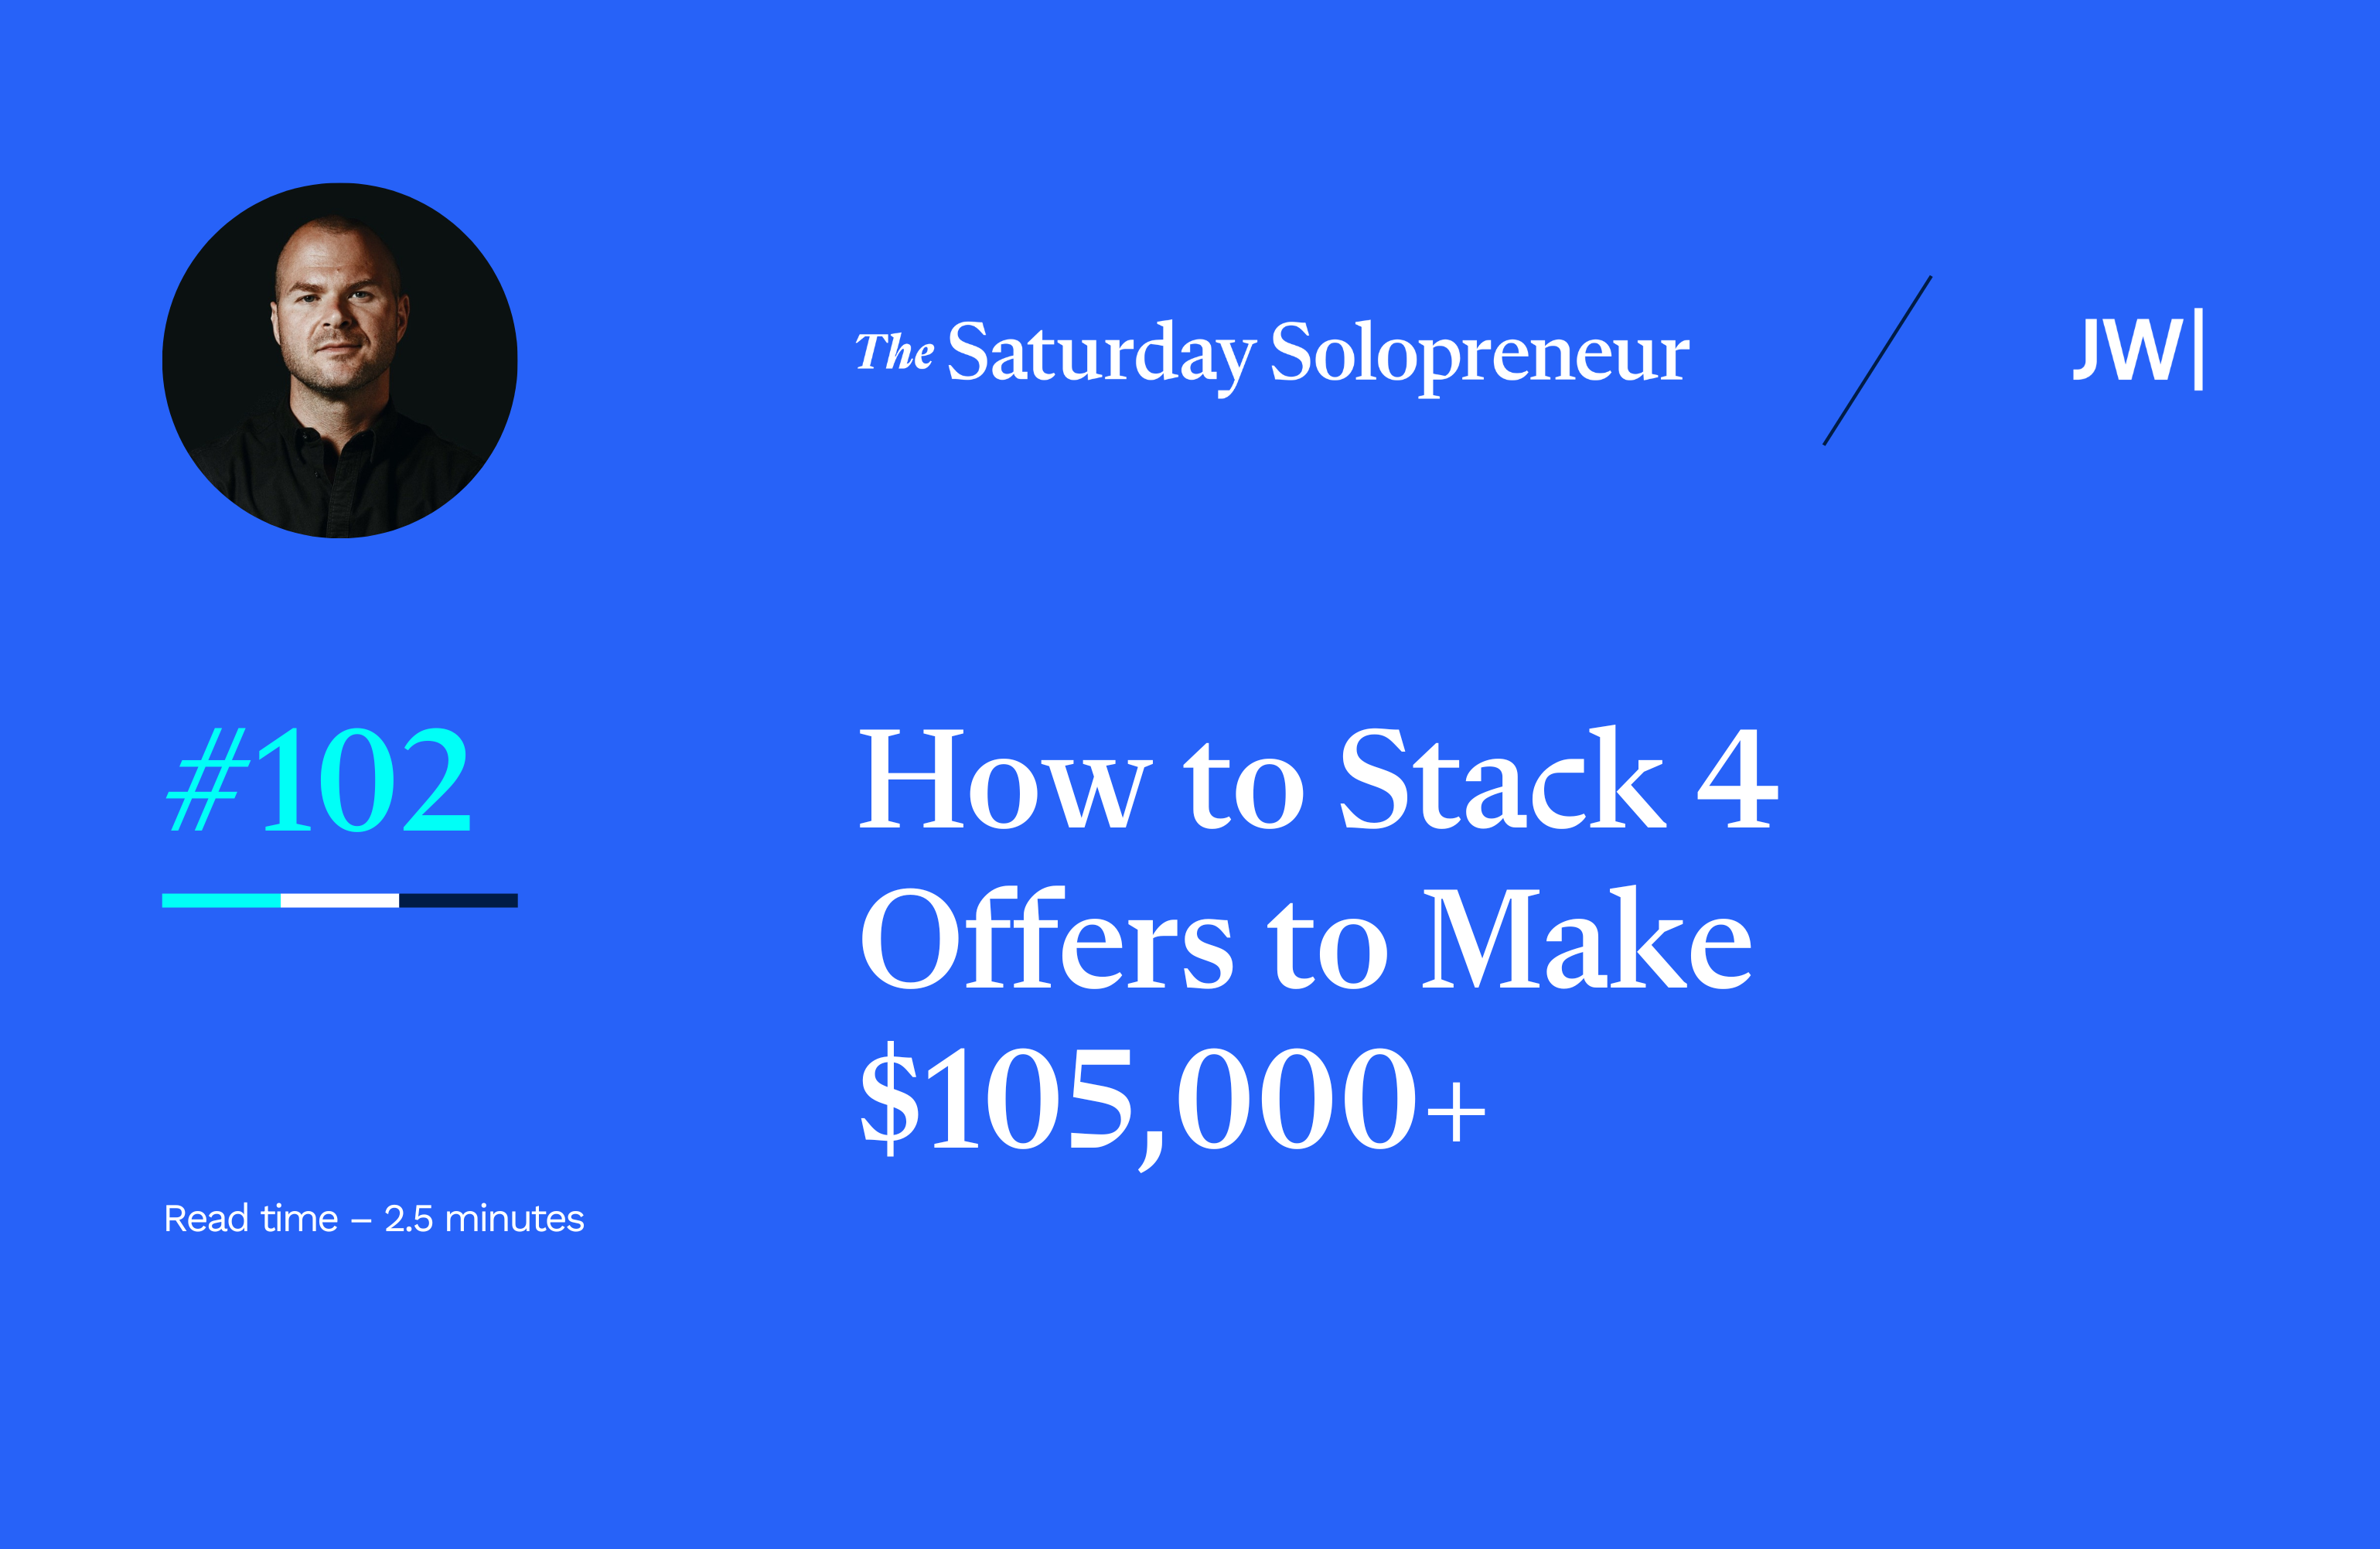 The Saturday Solopreneur
JW|
#102
How to Stack 4
Offers to Make
$105,000+
Read time – 2.5 minutes